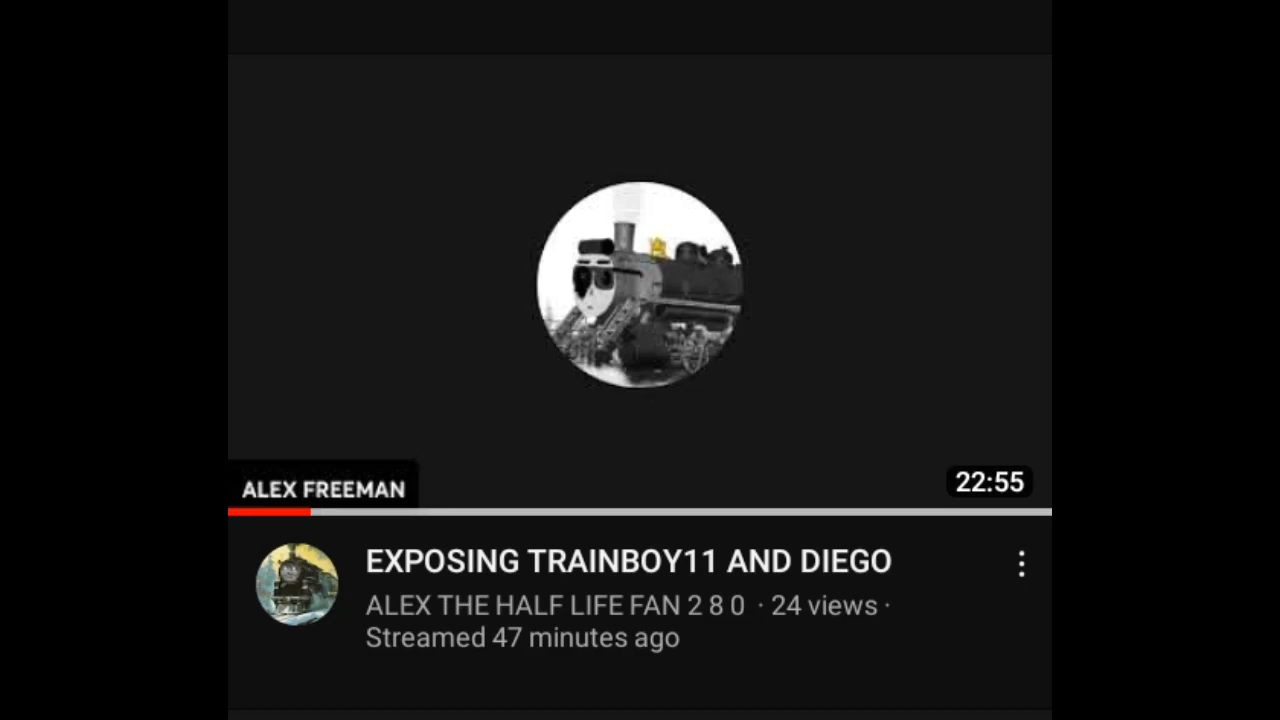 ALEX FREEMAN
22:55
EXPOSING TRAINBOY11 AND DIEGO
ALEX THE HALF LIFE FAN 2 8 0 · 24 views ·
Streamed 47 minutes ago